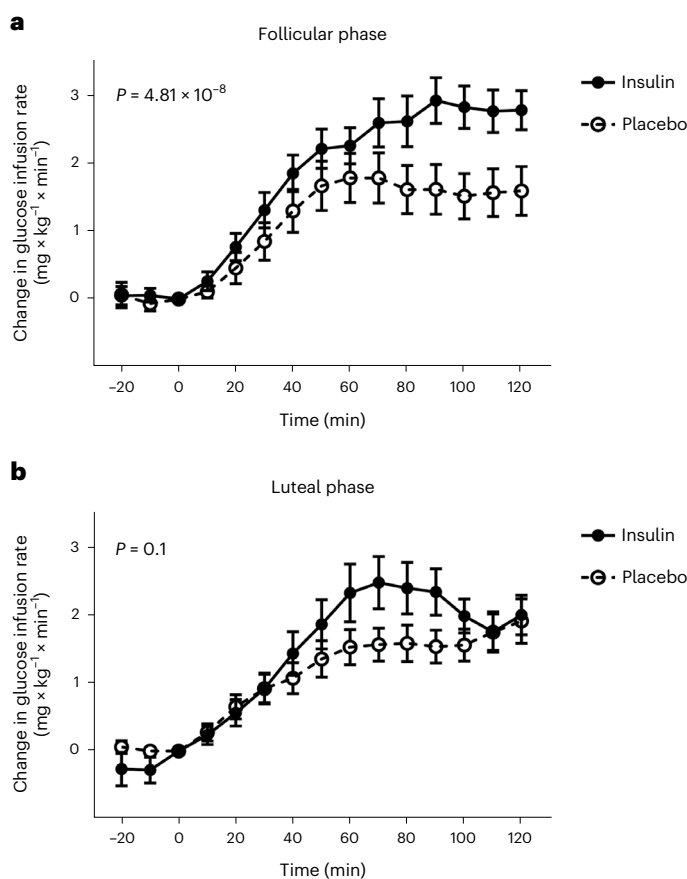 a
Follicular phase
P = 4.81 × 10⁻⁸
Insulin
Placebo
Change in glucose infusion rate
(mg × kg⁻¹ × min⁻¹)
3
2
1
0
−20 0 20 40 60 80 100 120
Time (min)
b
Luteal phase
P = 0.1
Insulin
Placebo
Change in glucose infusion rate
(mg × kg⁻¹ × min⁻¹)
3
2
1
0
−20 0 20 40 60 80 100 120
Time (min)